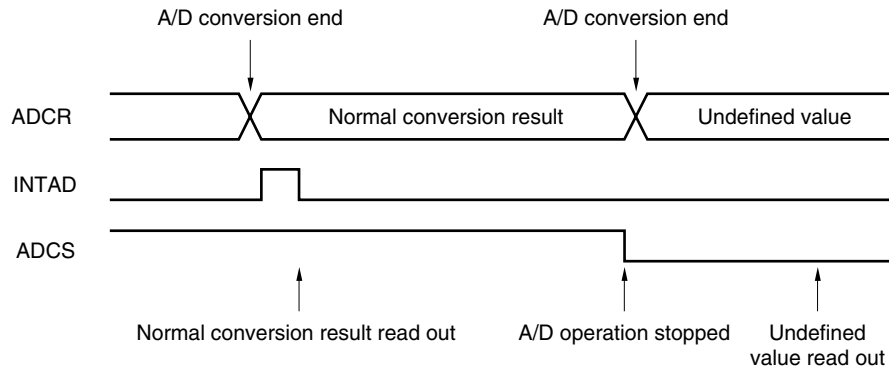 A/D conversion end
A/D conversion end
ADCR
Normal conversion result
Undefined value
INTAD
ADCS
Normal conversion result read out
A/D operation stopped
Undefined
value read out